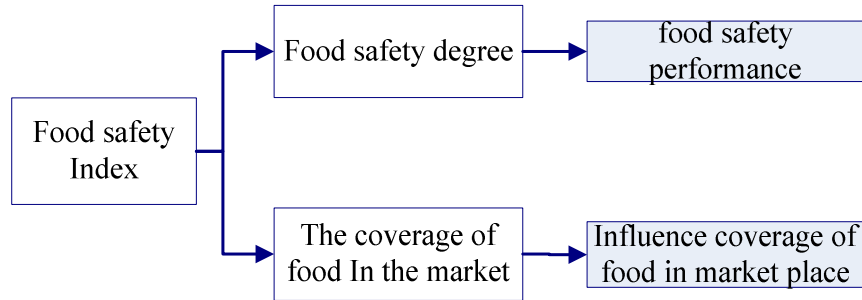 Food safety
Index
Food safety degree
food safety
performance
The coverage of
food In the market
Influence coverage of
food in market place